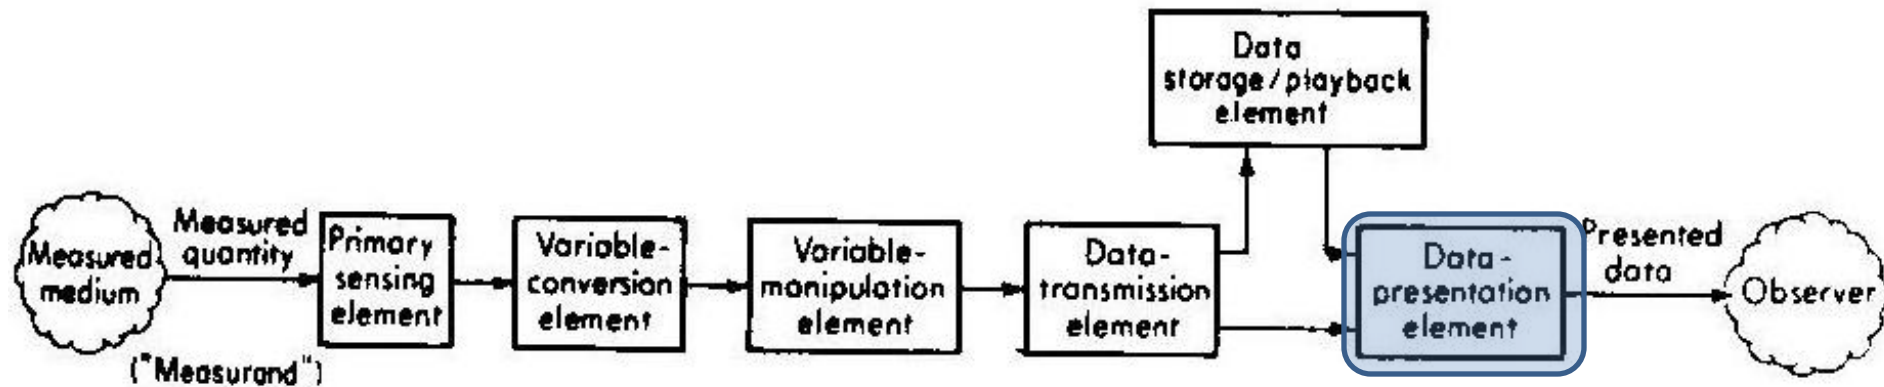 Data
storage/playback
element
Measured
medium
Measured
quantity
("Measurand")
Primary
sensing
element
Variable-
conversion
element
Variable-
manipulation
element
Data-
transmission
element
Data-
presentation
element
Presented
data
Observer